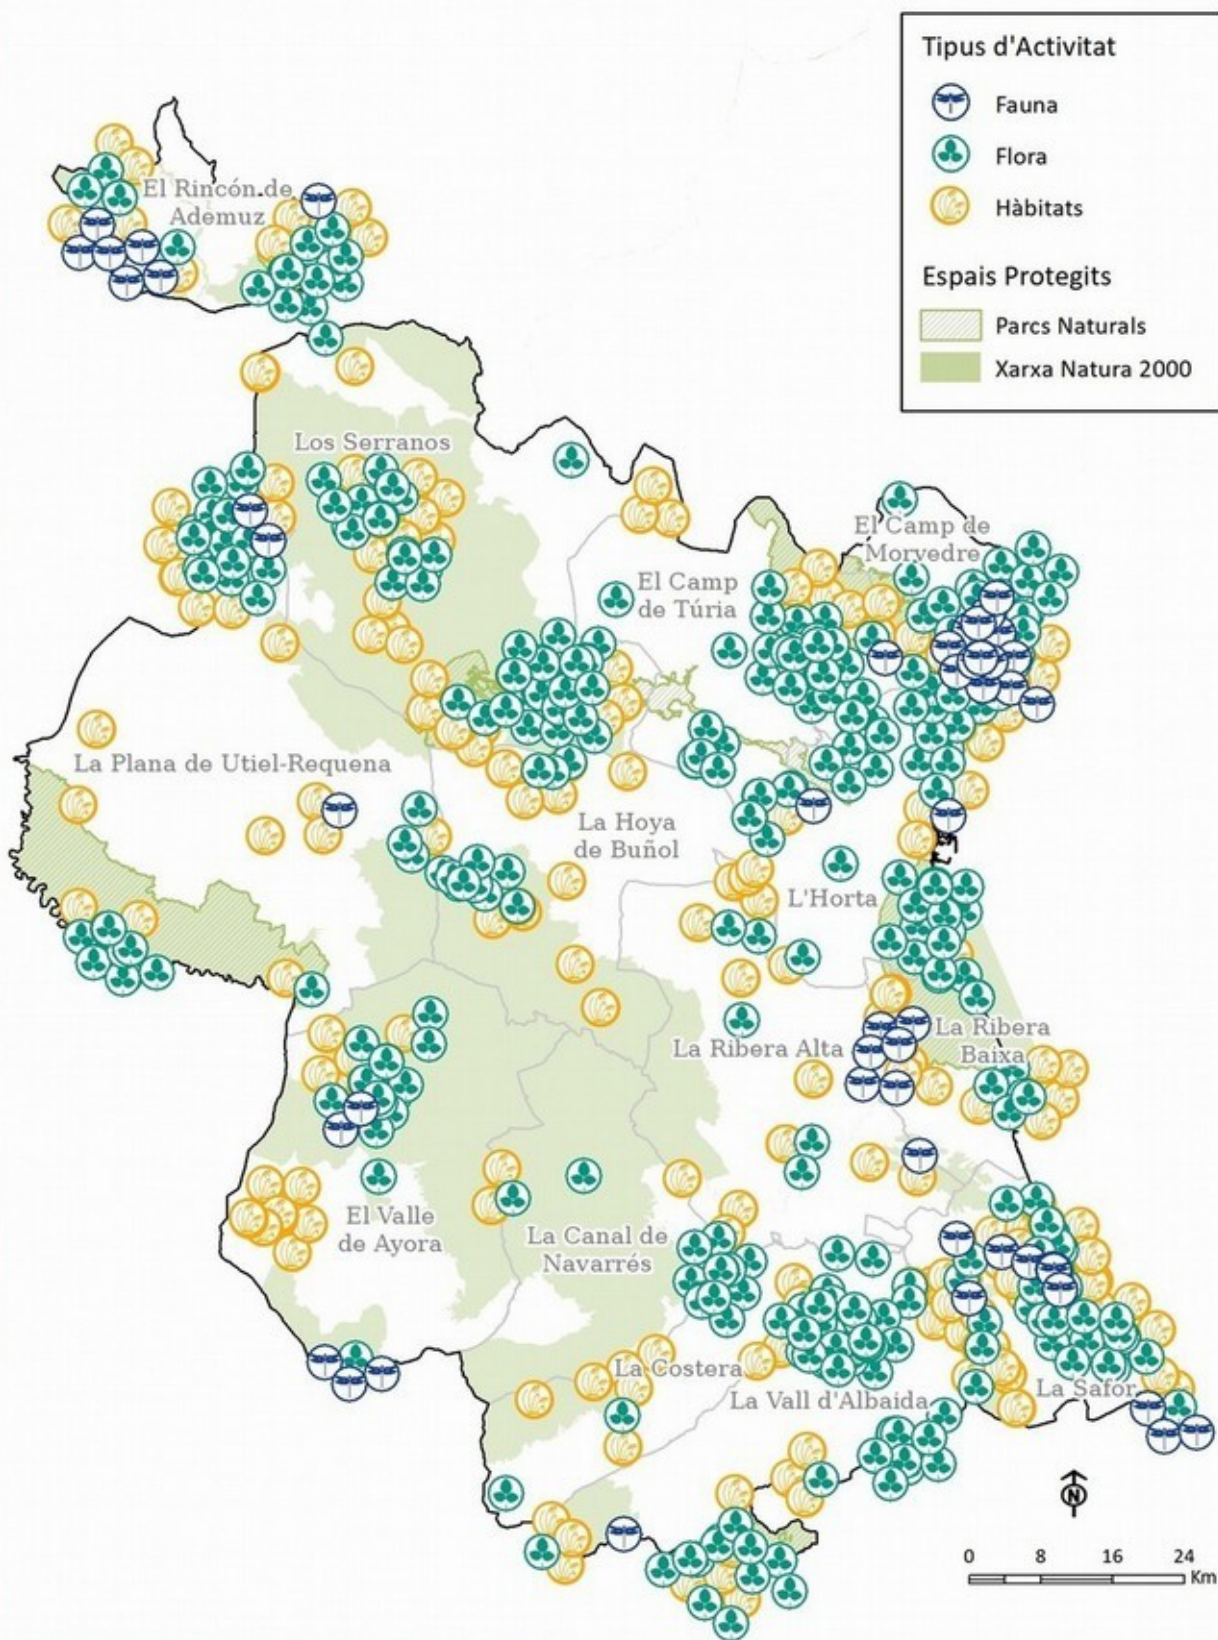 Tipus d'Activitat
Fauna
Flora
Hàbitats
Espais Protegits
Parcs Naturals
Xarxa Natura 2000
El Rincón de
Ademuz
Los Serranos
El Camp de
Morvedre
El Camp
de Túria
La Plana de Utiel-Requena
La Hoya
de Buñol
L'Horta
La Ribera
Baixa
La Ribera Alta
El Valle
de Ayora
La Canal de
Navarrés
La Costera
La Vall d'Albaida
La Safor
N
0 8 16 24
Km